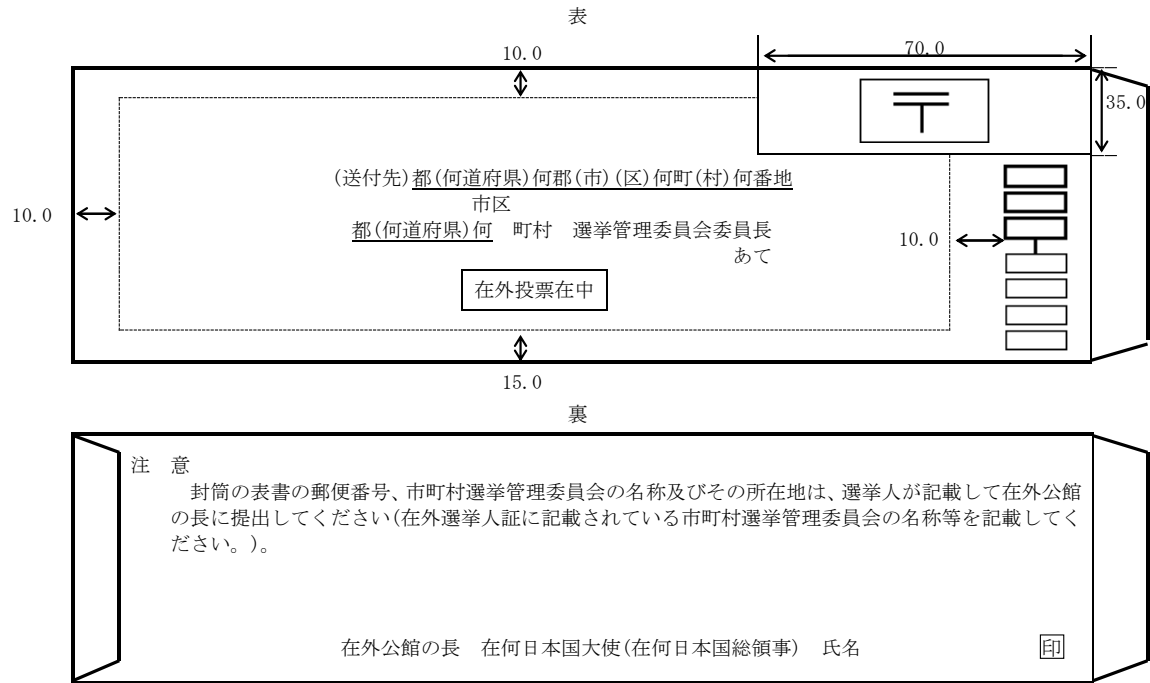 表
10.0
70.0
〒
35.0
(送付先)都(何道府県)何郡(市)(区)何町(村)何番地
市区
10.0
都(何道府県)何 町村 選挙管理委員会委員長
10.0
あて
在外投票在中
15.0
裏
注 意
封筒の表書の郵便番号、市町村選挙管理委員会の名称及びその所在地は、選挙人が記載して在外公館
の長に提出してください(在外選挙人証に記載されている市町村選挙管理委員会の名称等を記載してく
ださい。)。
在外公館の長 在何日本国大使(在何日本国総領事) 氏名 印